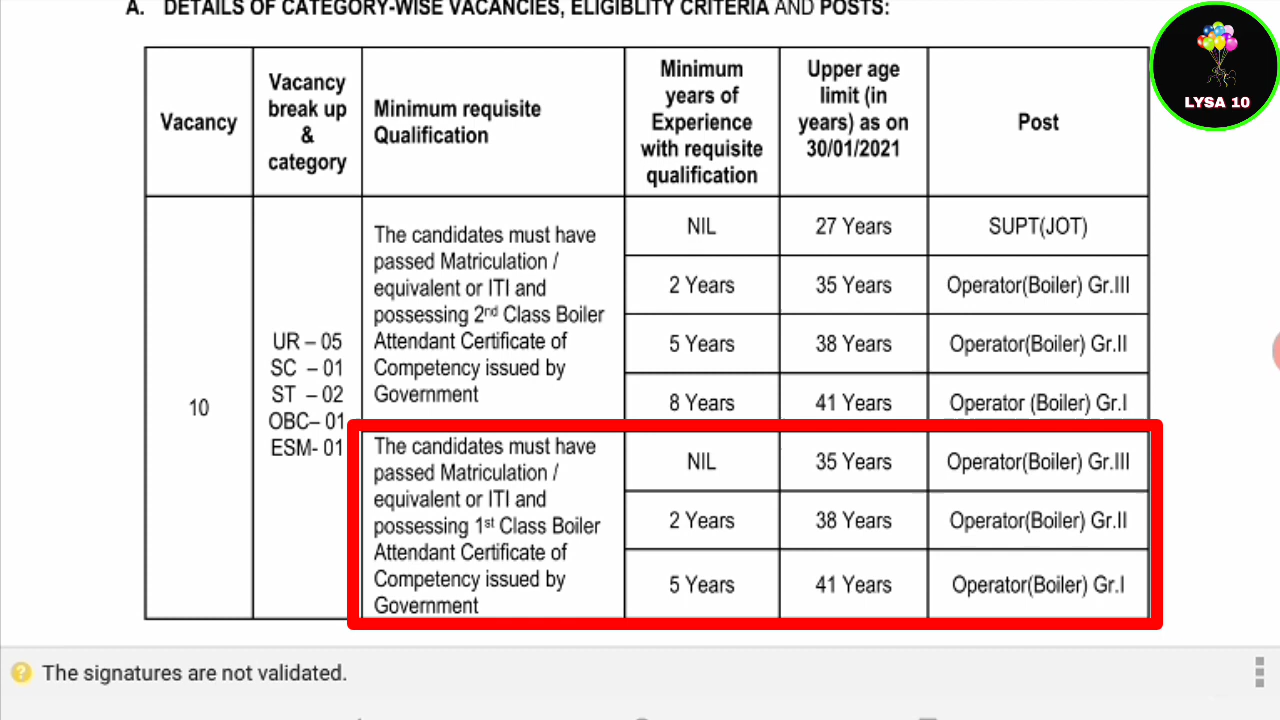 A. DETAILS OF CATEGORY-WISE VACANCIES, ELIGIBLITY CRITERIA AND POSTS:
LYSA 10
Vacancy
Vacancy
break up
&
category
Minimum requisite
Qualification
Minimum
years of
Experience
with requisite
qualification
Upper age
limit (in
years) as on
30/01/2021
Post
10
UR – 05
SC – 01
ST – 02
OBC– 01
ESM- 01
The candidates must have
passed Matriculation /
equivalent or ITI and
possessing 2nd Class Boiler
Attendant Certificate of
Competency issued by
Government
NIL
27 Years
SUPT(JOT)
2 Years
35 Years
Operator(Boiler) Gr.III
5 Years
38 Years
Operator(Boiler) Gr.II
8 Years
41 Years
Operator (Boiler) Gr.I
The candidates must have
passed Matriculation /
equivalent or ITI and
possessing 1st Class Boiler
Attendant Certificate of
Competency issued by
Government
NIL
35 Years
Operator(Boiler) Gr.III
2 Years
38 Years
Operator(Boiler) Gr.II
5 Years
41 Years
Operator(Boiler) Gr.I
The signatures are not validated.